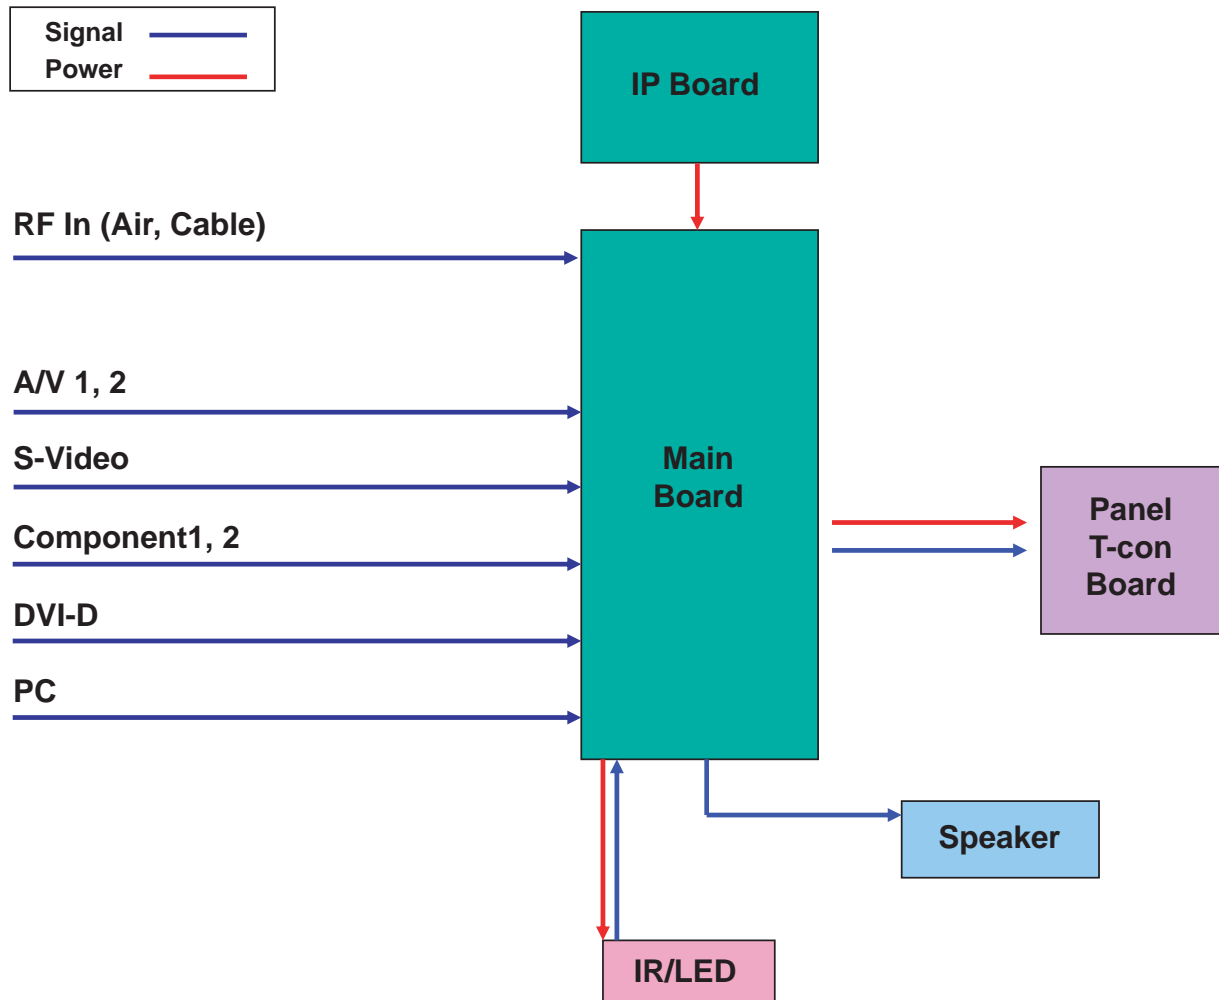 Signal
Power
IP Board
RF In (Air, Cable)
A/V 1, 2
S-Video
Component1, 2
DVI-D
PC
Main
Board
Panel
T-con
Board
Speaker
IR/LED